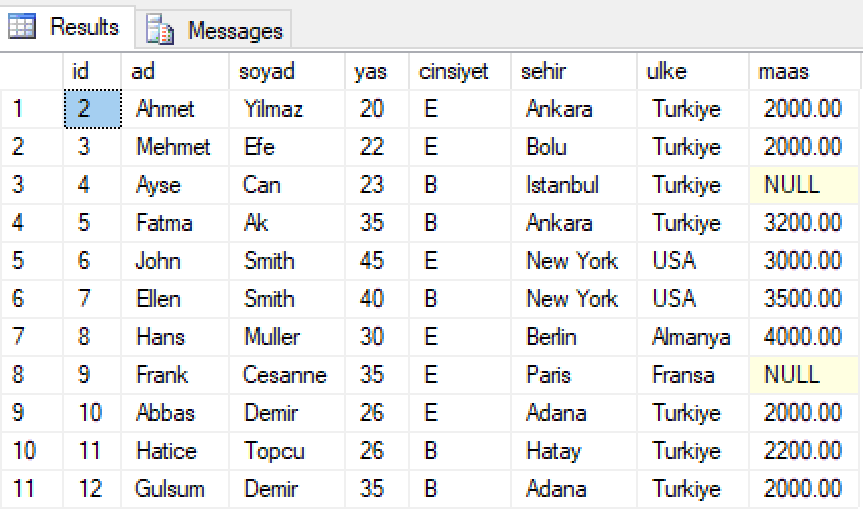 Results Messages
id ad soyad yas cinsiyet sehir ulke maas
1 2 Ahmet Yilmaz 20 E Ankara Turkiye 2000.00
2 3 Mehmet Efe 22 E Bolu Turkiye 2000.00
3 4 Ayse Can 23 B Istanbul Turkiye NULL
4 5 Fatma Ak 35 B Ankara Turkiye 3200.00
5 6 John Smith 45 E New York USA 3000.00
6 7 Ellen Smith 40 B New York USA 3500.00
7 8 Hans Muller 30 E Berlin Almanya 4000.00
8 9 Frank Cesanne 35 E Paris Fransa NULL
9 10 Abbas Demir 26 E Adana Turkiye 2000.00
10 11 Hatice Topcu 26 B Hatay Turkiye 2200.00
11 12 Gulsum Demir 35 B Adana Turkiye 2000.00